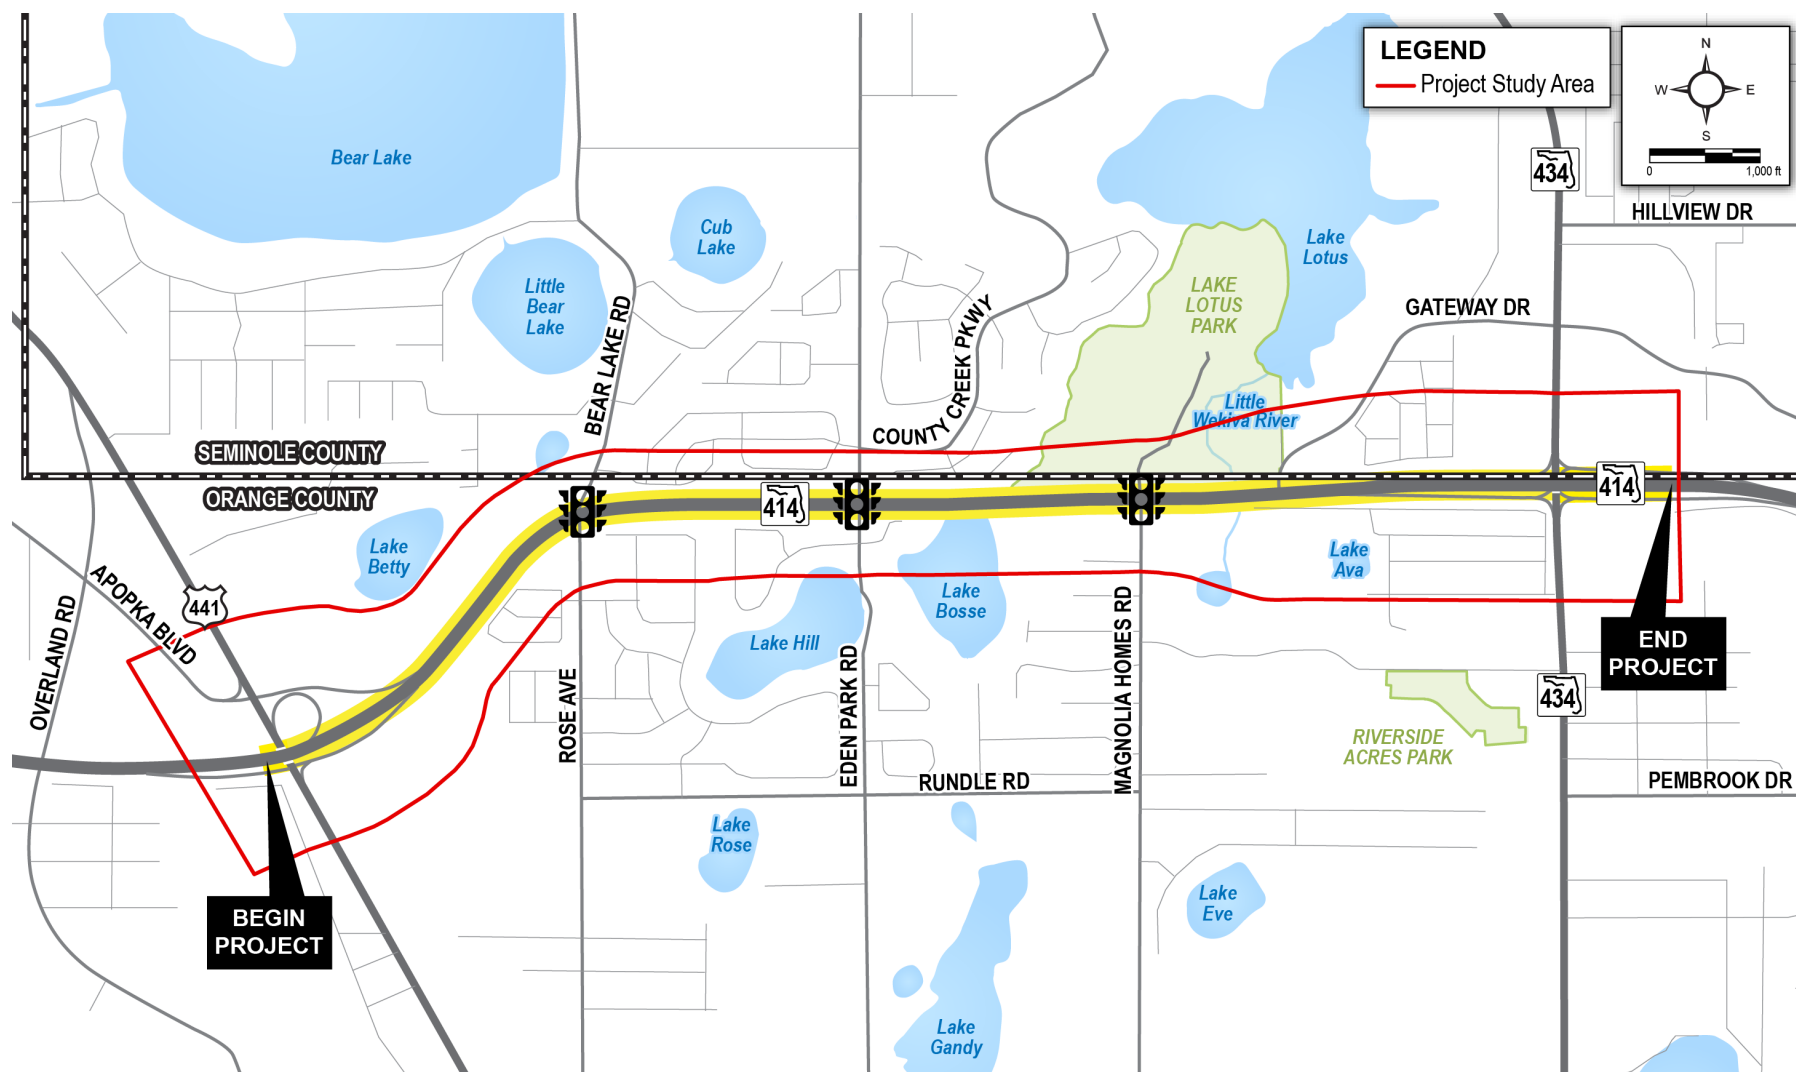 LEGEND
Project Study Area
N
W
E
S
0
1,000 ft
Bear Lake
434
HILLVIEW DR
Cub
Lake
Lake
Lotus
Little
Bear
Lake
LAKE
LOTUS
PARK
GATEWAY DR
BEAR LAKE RD
COUNTY CREEK PKWY
Little
Wekiva River
SEMINOLE COUNTY
ORANGE COUNTY
414
414
Lake
Betty
Lake
Ava
APOPKA BLVD
441
OVERLAND RD
Lake
Bosse
Lake Hill
MAGNOLIA HOMES RD
END
PROJECT
ROSE AVE
EDEN PARK RD
434
RIVERSIDE
ACRES PARK
RUNDLE RD
PEMBROOK DR
Lake
Rose
BEGIN
PROJECT
Lake
Eve
Lake
Gandy